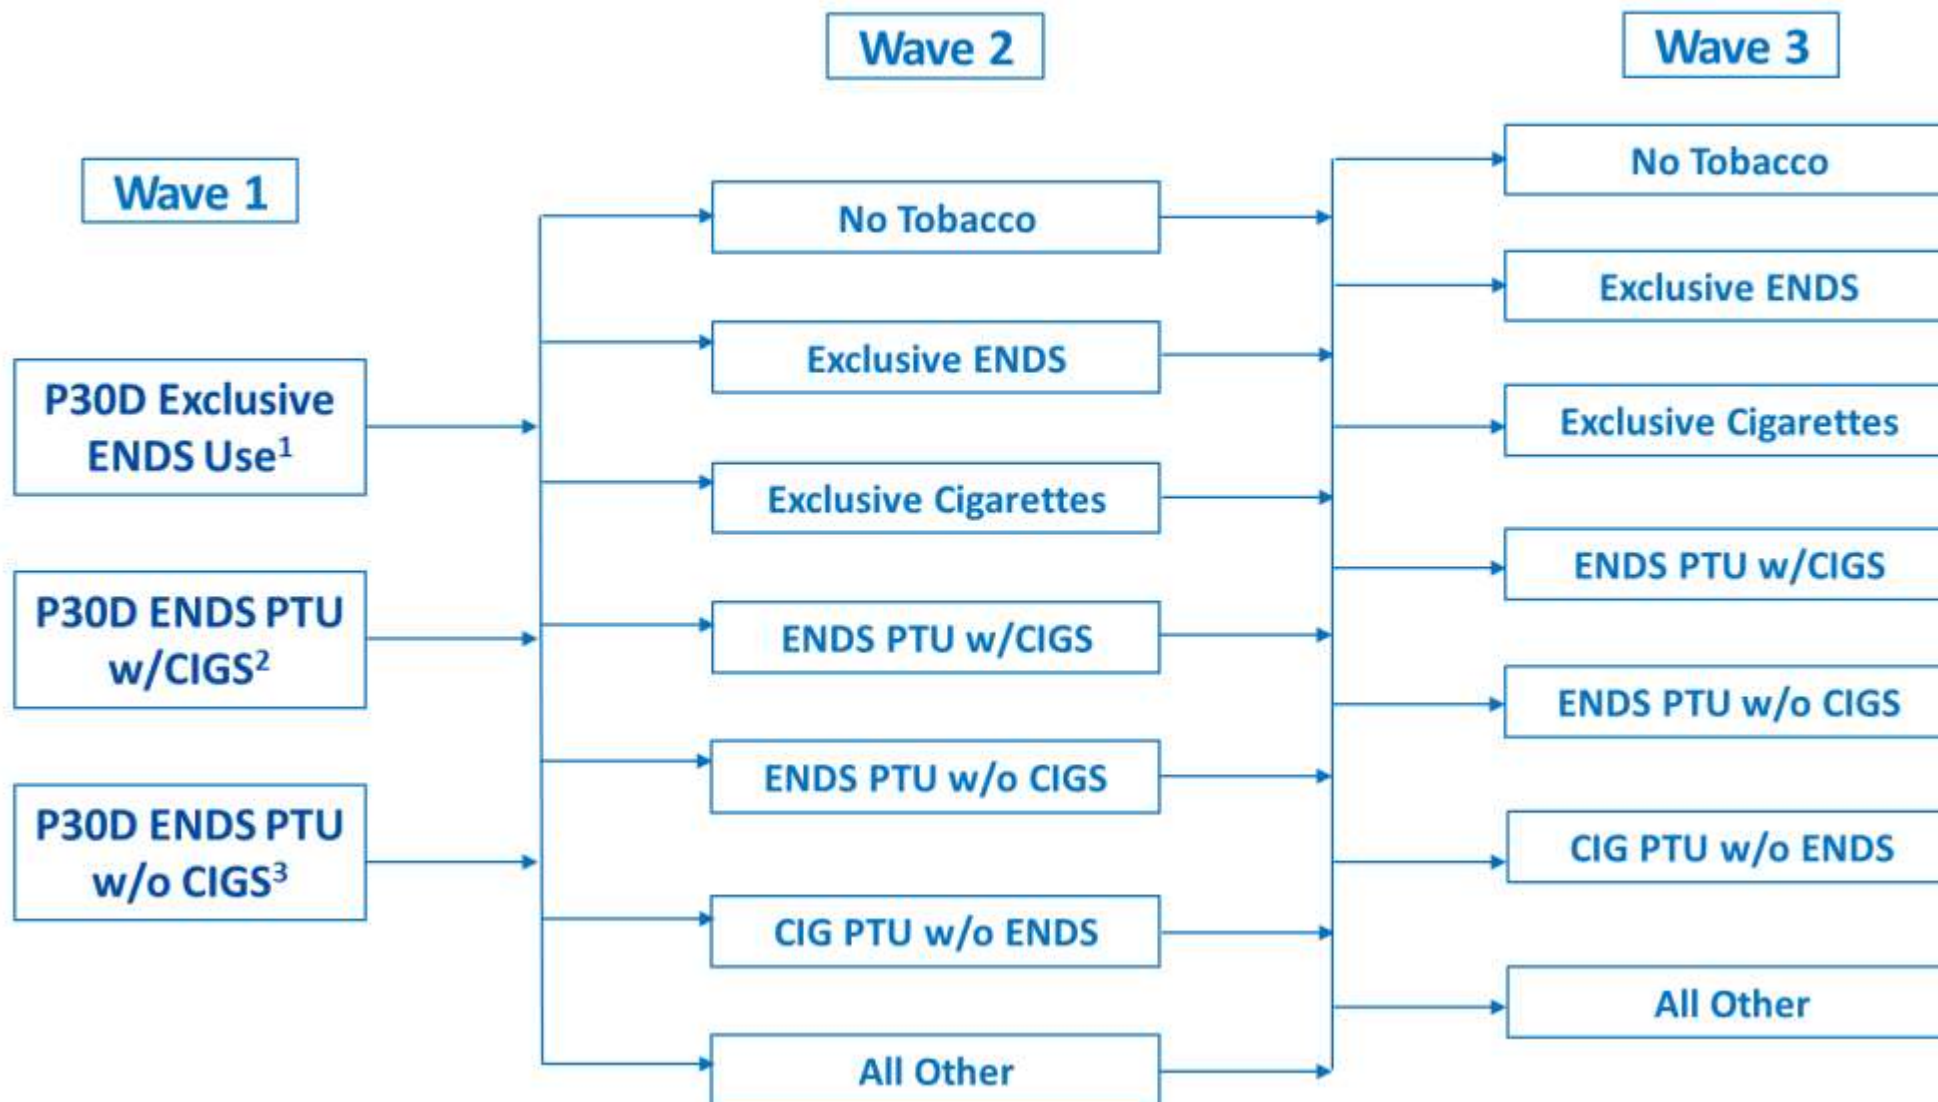 Wave 1
P30D Exclusive
ENDS Use¹
P30D ENDS PTU
w/CIGS²
P30D ENDS PTU
w/o CIGS³
Wave 2
No Tobacco
Exclusive ENDS
Exclusive Cigarettes
ENDS PTU w/CIGS
ENDS PTU w/o CIGS
CIG PTU w/o ENDS
All Other
Wave 3
No Tobacco
Exclusive ENDS
Exclusive Cigarettes
ENDS PTU w/CIGS
ENDS PTU w/o CIGS
CIG PTU w/o ENDS
All Other